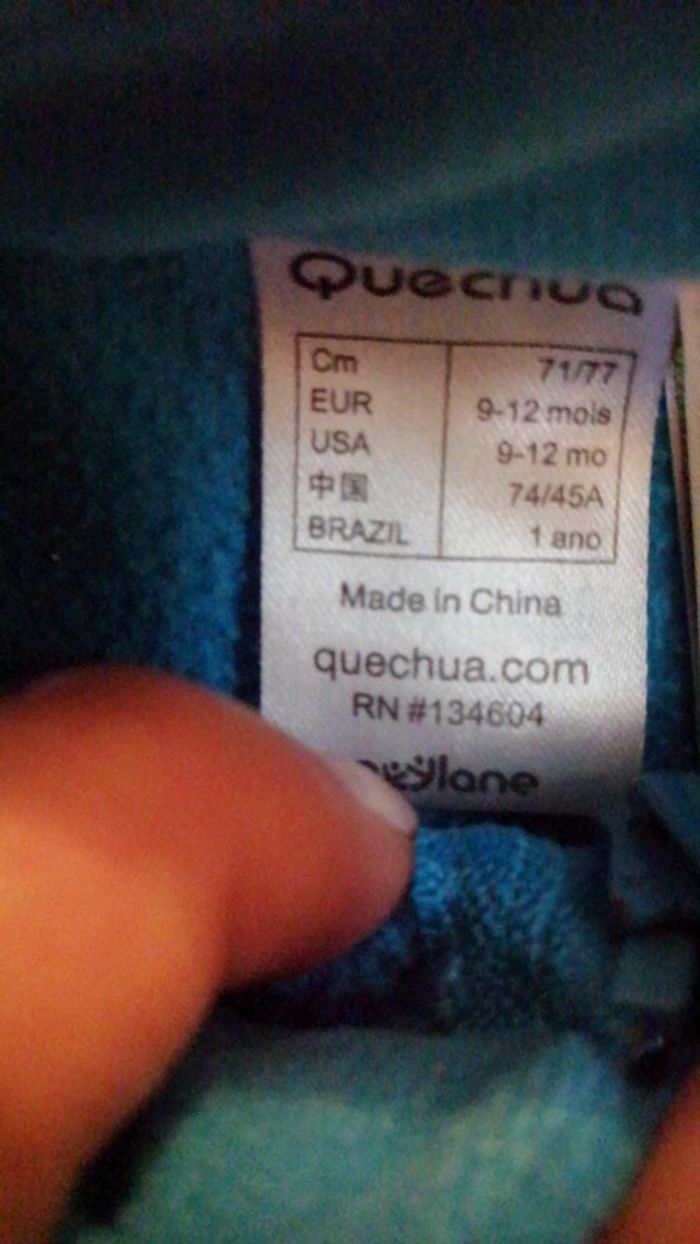 Quechua
Cm 71/77
EUR 9-12 mois
USA 9-12 mo
中国 74/45A
BRAZIL 1 ano
Made in China
quechua.com
RN #134604